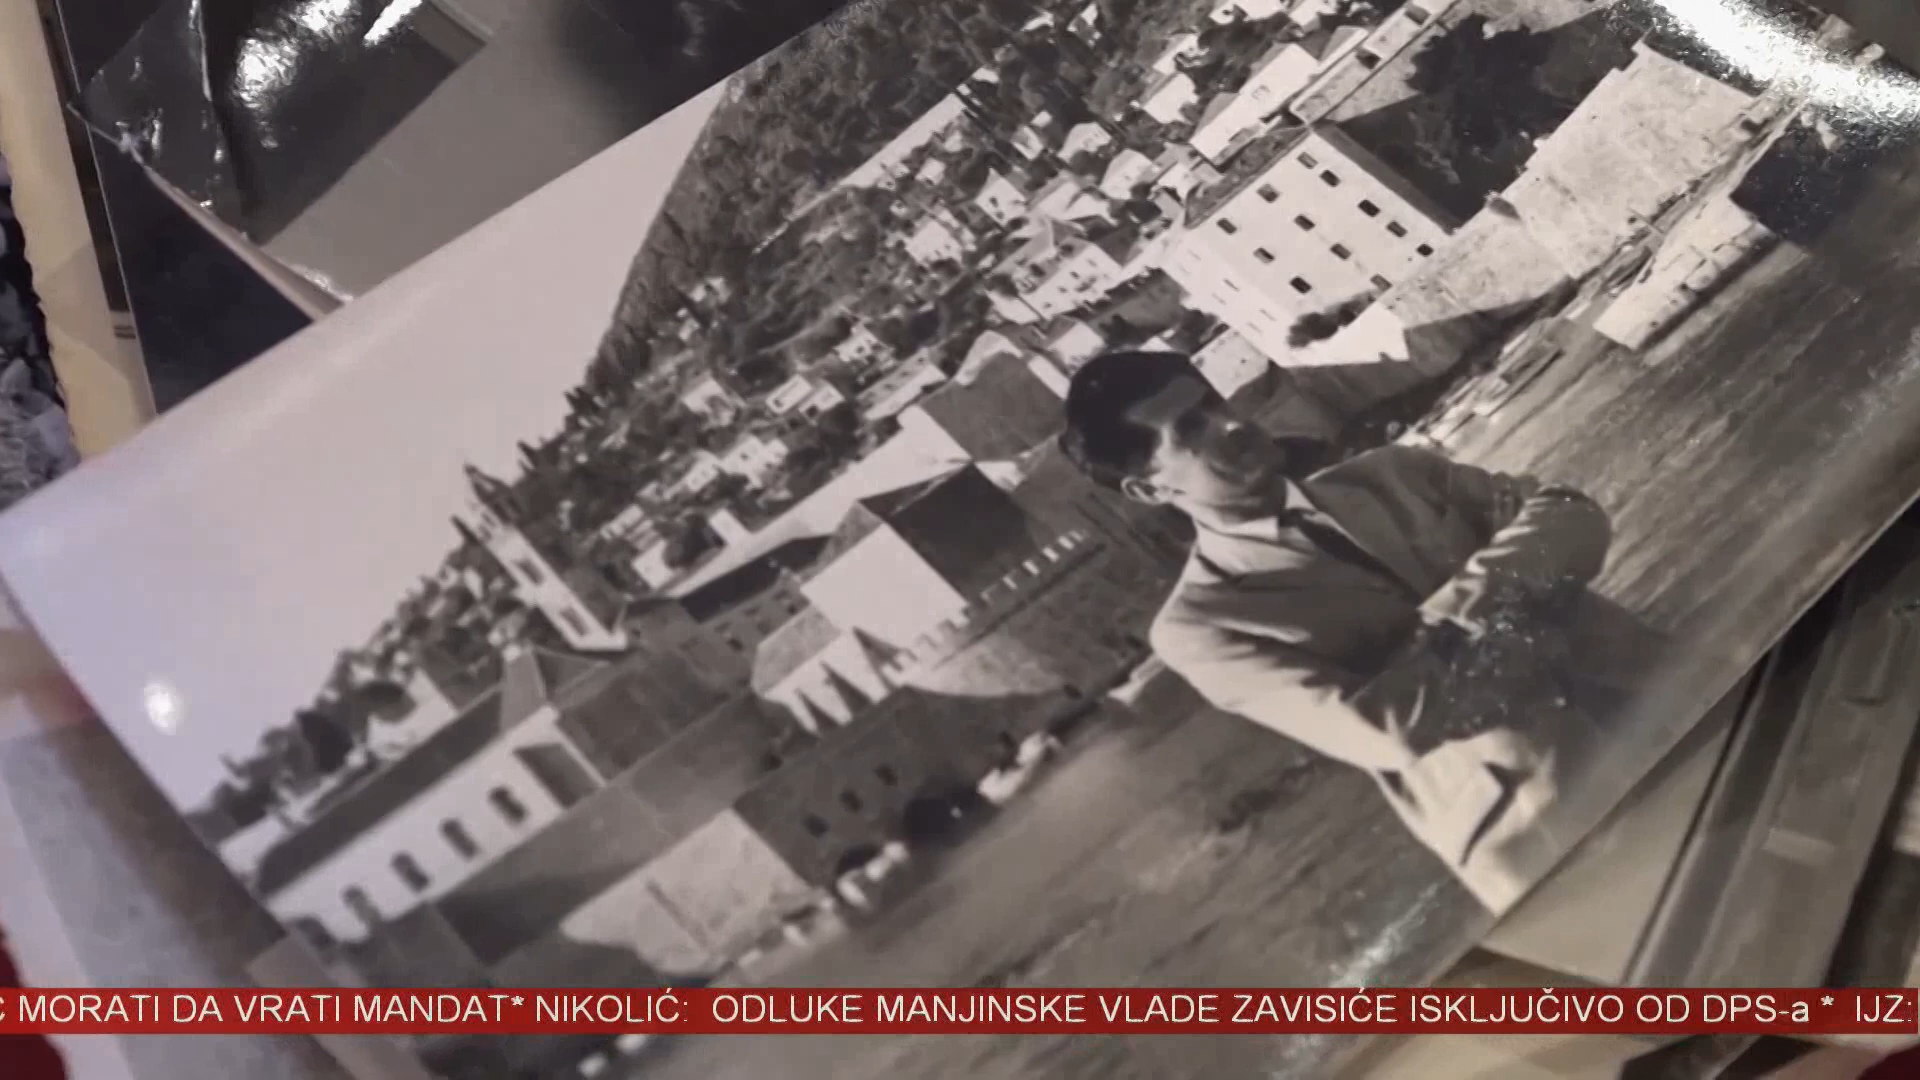 MORATI DA VRATI MANDAT* NIKOLIĆ: ODLUKE MANJINSKE VLADE ZAVISIĆE ISKLJUČIVO OD DPS-a * IJZ: